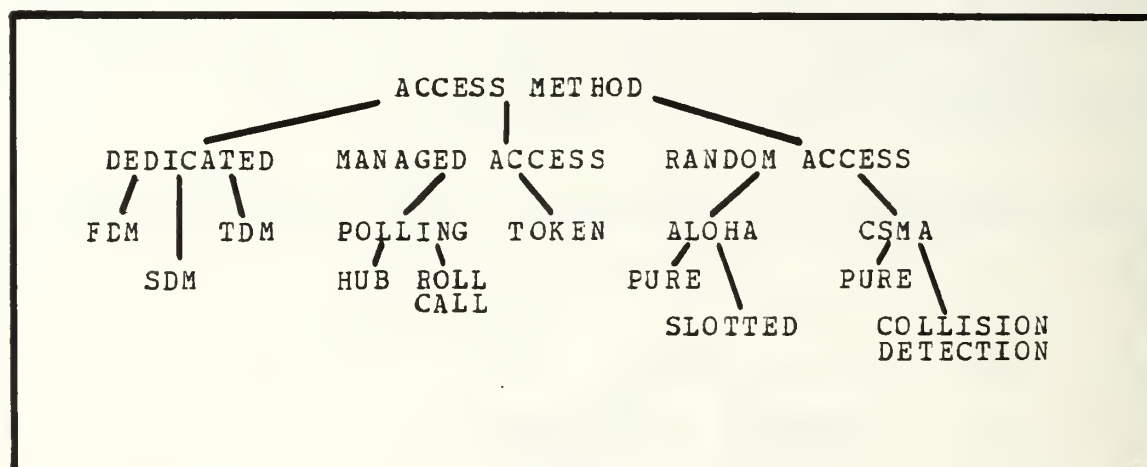 ACCESS METHOD
DEDICATED MANAGED ACCESS RANDOM ACCESS
FDM TDM POLLING TOKEN ALOHA CSMA
SDM HUB ROLL CALL PURE PURE
SLOTTED COLLISION DETECTION